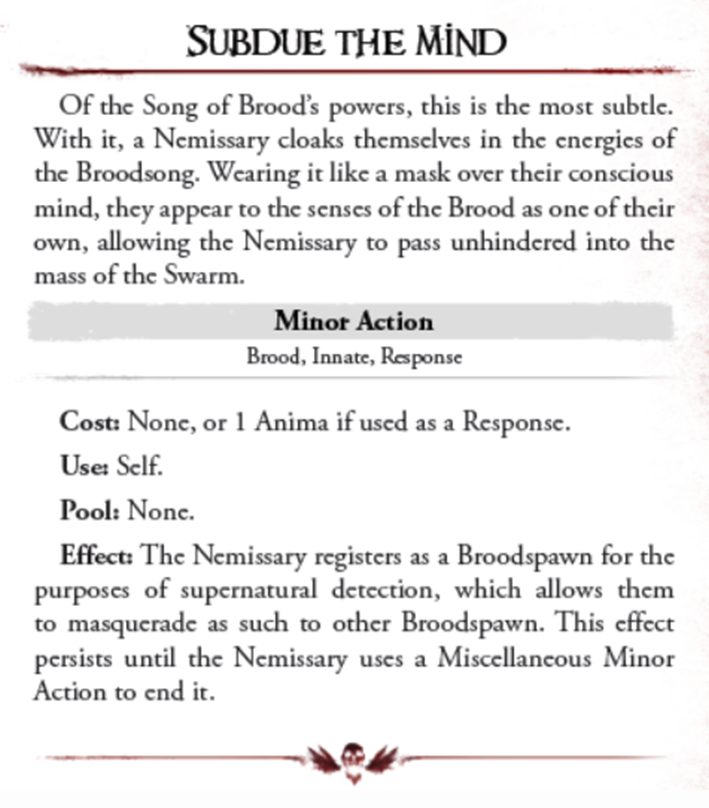 Subdue the Mind
Of the Song of Brood's powers, this is the most subtle.
With it, a Nemissary cloaks themselves in the energies of
the Broodsong. Wearing it like a mask over their conscious
mind, they appear to the senses of the Brood as one of their
own, allowing the Nemissary to pass unhindered into the
mass of the Swarm.
Minor Action
Brood, Innate, Response
Cost: None, or 1 Anima if used as a Response.
Use: Self.
Pool: None.
Effect: The Nemissary registers as a Broodspawn for the
purposes of supernatural detection, which allows them
to masquerade as such to other Broodspawn. This effect
persists until the Nemissary uses a Miscellaneous Minor
Action to end it.